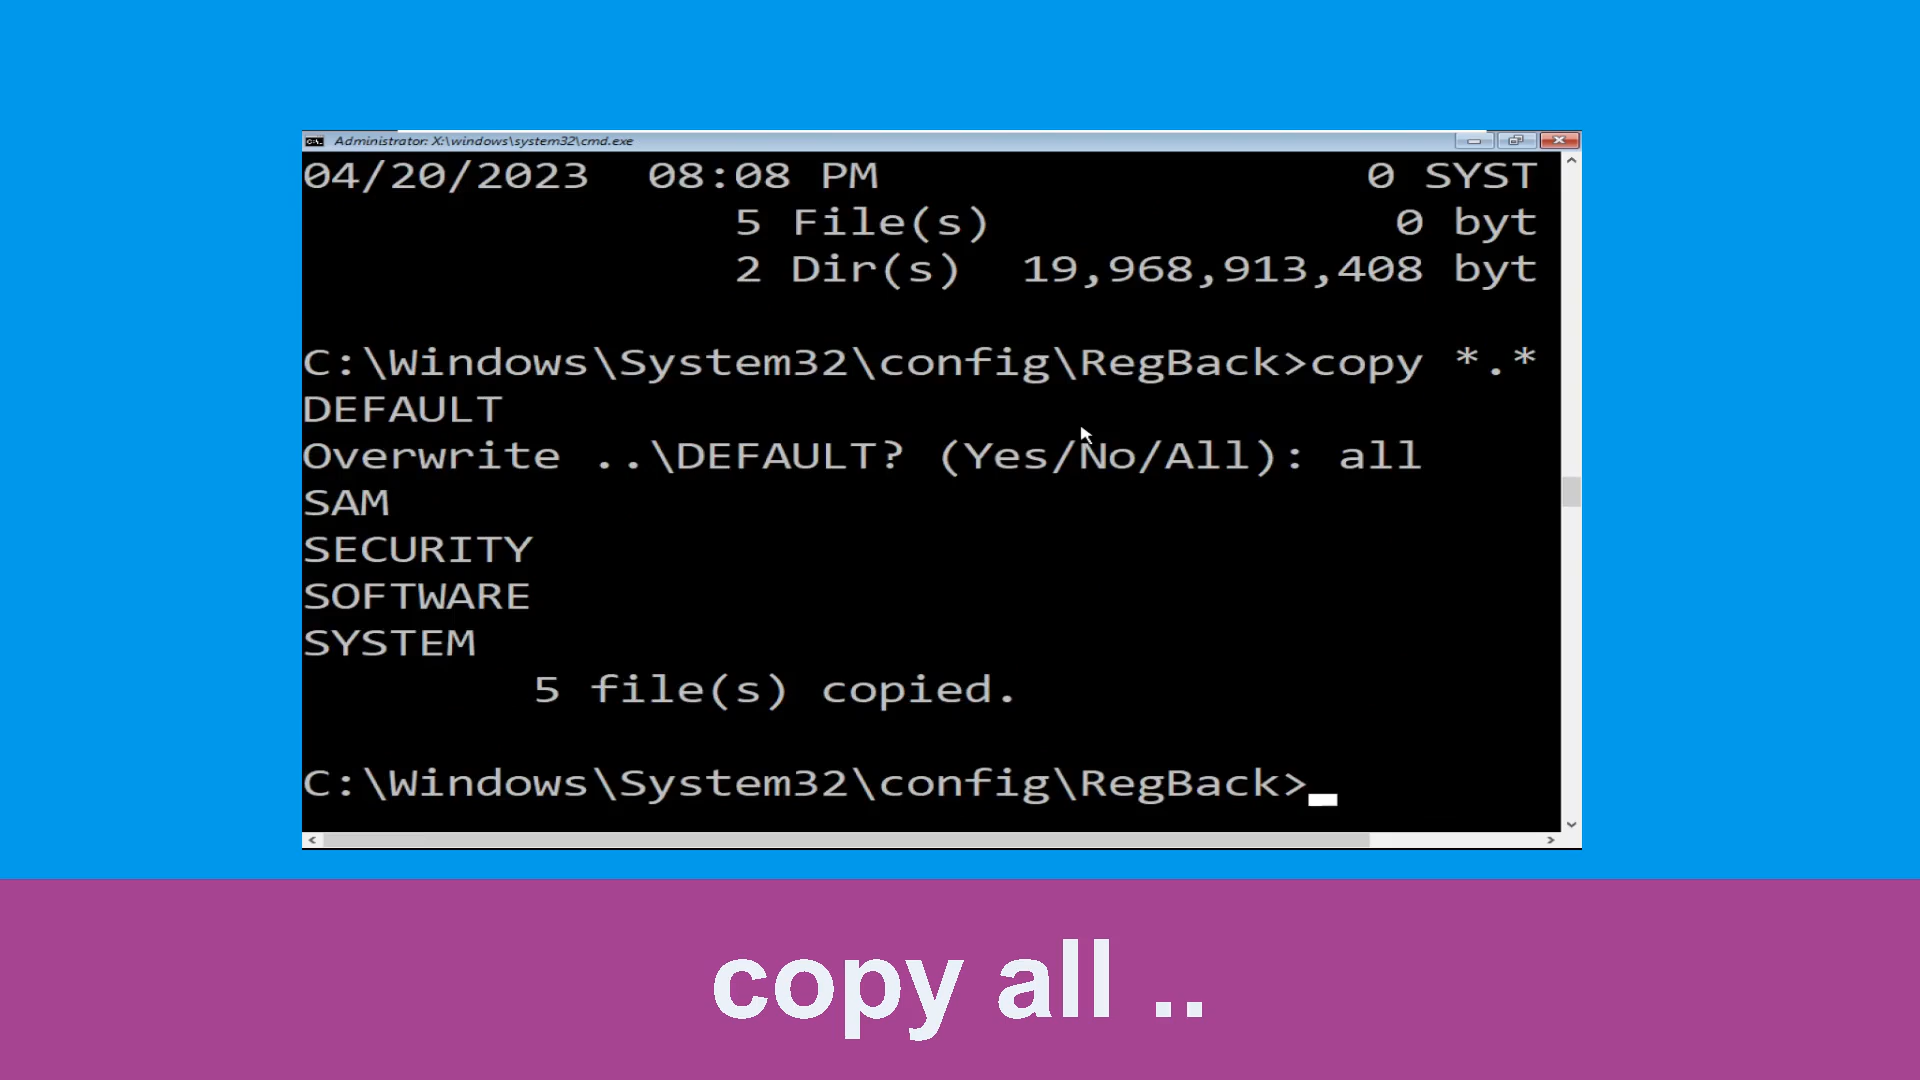 Administrator: X:\windows\system32\cmd.exe
04/20/2023 08:08 PM 0 SYST
5 File(s) 0 byt
2 Dir(s) 19,968,913,408 byt
C:\Windows\System32\config\RegBack>copy *.*
DEFAULT
Overwrite ..\DEFAULT? (Yes/No/All): all
SAM
SECURITY
SOFTWARE
SYSTEM
5 file(s) copied.
C:\Windows\System32\config\RegBack>
copy all ..